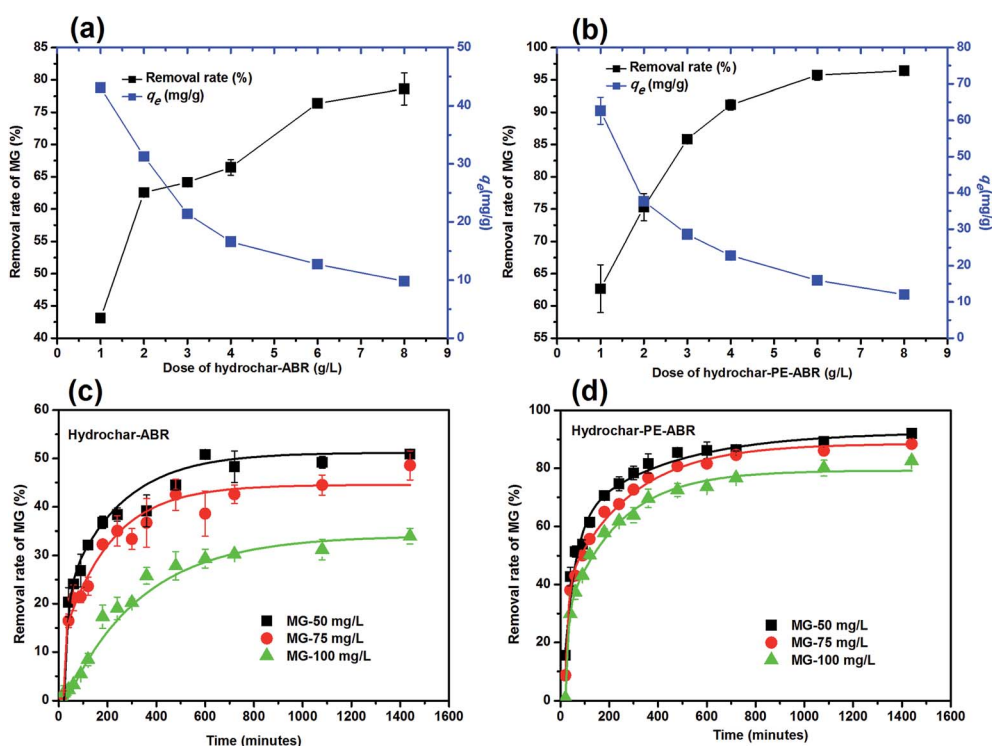 (a)
Removal rate (%)
qe (mg/g)
Removal rate of MG (%)
85
80
75
70
65
60
55
50
45
40
50
40
30
20
10
0
qe(mg/g)
0 1 2 3 4 5 6 7 8 9
Dose of hydrochar-ABR (g/L)
(b)
Removal rate (%)
qe (mg/g)
Removal rate of MG (%)
100
95
90
85
80
75
70
65
60
55
80
70
60
50
40
30
20
10
0
qe(mg/g)
0 1 2 3 4 5 6 7 8 9
Dose of hydrochar-PE-ABR (g/L)
(c)
Hydrochar-ABR
Removal rate of MG (%)
60
50
40
30
20
10
0
MG-50 mg/L
MG-75 mg/L
MG-100 mg/L
0 200 400 600 800 1000 1200 1400 1600
Time (minutes)
(d)
Hydrochar-PE-ABR
Removal rate of MG (%)
100
80
60
40
20
0
MG-50 mg/L
MG-75 mg/L
MG-100 mg/L
0 200 400 600 800 1000 1200 1400 1600
Time (minutes)